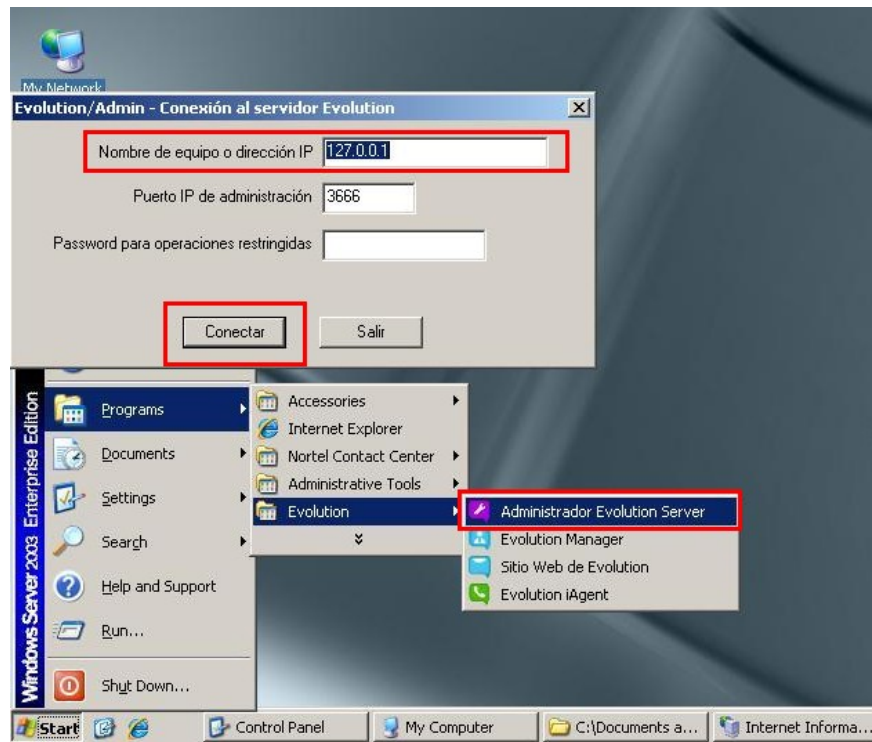 My Network
Evolution/Admin - Conexión al servidor Evolution
Nombre de equipo o dirección IP 127.0.0.1
Puerto IP de administración 3666
Password para operaciones restringidas
Conectar Salir
Windows Server 2003 Enterprise Edition
Programs
Documents
Settings
Search
Help and Support
Run...
Shut Down...
Accessories
Internet Explorer
Nortel Contact Center
Administrative Tools
Evolution
Administrador Evolution Server
Evolution Manager
Sitio Web de Evolution
Evolution iAgent
Start Control Panel My Computer C:\Documents a... Internet Informa...